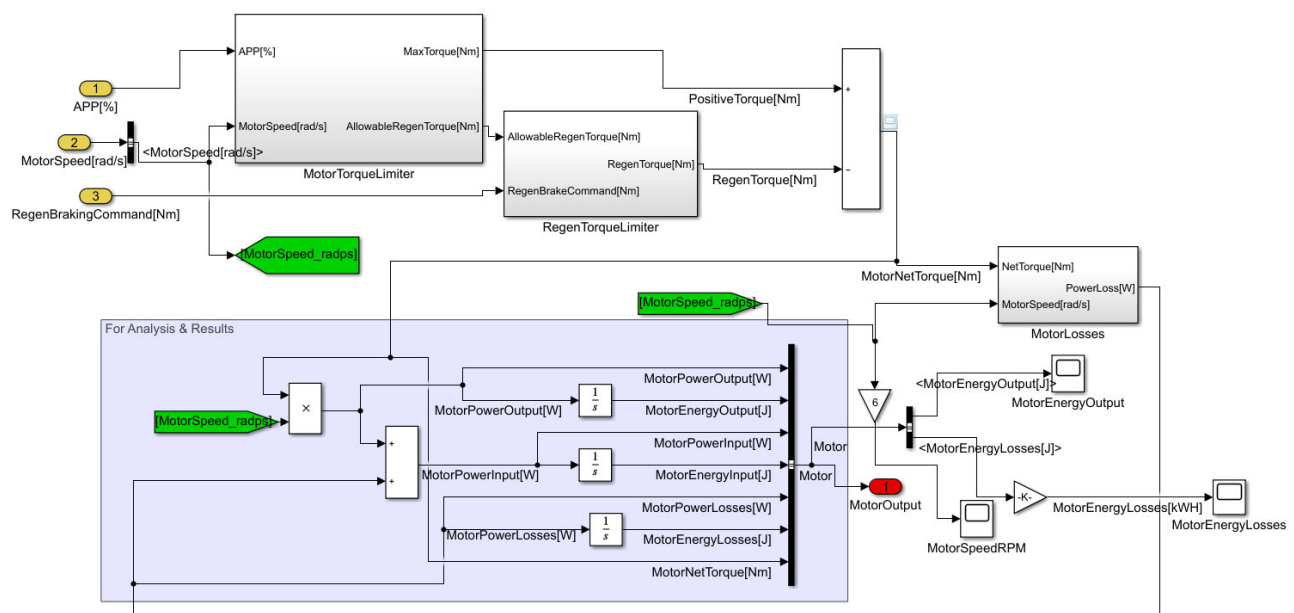 APP[%]
MaxTorque[Nm]
1
APP[%]
PositiveTorque[Nm]
+
MotorSpeed[rad/s]
AllowableRegenTorque[Nm]
AllowableRegenTorque[Nm]
2
MotorSpeed[rad/s]
<MotorSpeed[rad/s]>
RegenTorque[Nm]
RegenTorque[Nm]
−
MotorTorqueLimiter
RegenBrakeCommand[Nm]
3
RegenBrakingCommand[Nm]
RegenTorqueLimiter
[MotorSpeed_radps]
MotorNetTorque[Nm]
NetTorque[Nm]
PowerLoss[W]
MotorSpeed[rad/s]
MotorLosses
[MotorSpeed_radps]
For Analysis & Results
MotorPowerOutput[W]
<MotorEnergyOutput[J]>
MotorEnergyOutput
×
[MotorSpeed_radps]
MotorPowerOutput[W]
1
s
MotorEnergyOutput[J]
6
+
+
MotorPowerInput[W]
Motor
<MotorEnergyLosses[J]>
MotorPowerInput[W]
1
s
MotorEnergyInput[J]
Motor
1
MotorOutput
-K-
MotorEnergyLosses[kWH]
MotorEnergyLosses
MotorPowerLosses[W]
MotorPowerLosses[W]
1
s
MotorEnergyLosses[J]
MotorSpeedRPM
MotorNetTorque[Nm]